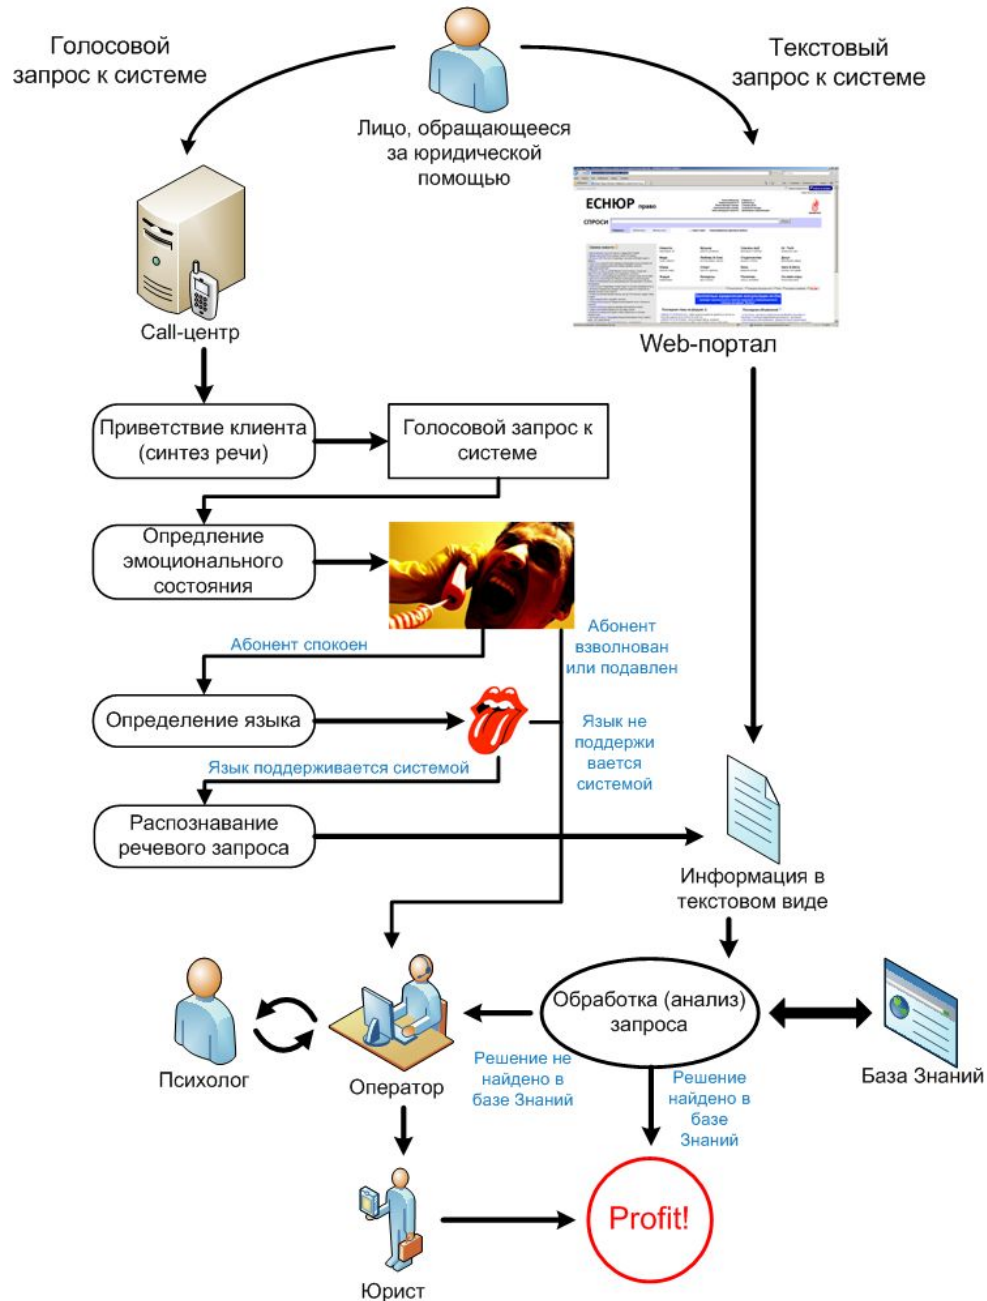 Голосовой
запрос к системе
Текстовый
запрос к системе
Лицо, обращающееся
за юридической
помощью
ЕСНЮР право
СПРОСИ
Call-центр
Web-портал
Приветствие клиента
(синтез речи)
Голосовой запрос к
системе
Опредление
эмоционального
состояния
Абонент спокоен
Абонент
взволнован
или подавлен
Определение языка
Язык не
поддержи
вается
системой
Язык поддерживается системой
Распознавание
речевого запроса
Информация в
текстовом виде
Обработка (анализ)
запроса
База Знаний
Психолог
Оператор
Решение не
найдено в
базе Знаний
Решение
найдено в
базе
Знаний
Юрист
Profit!